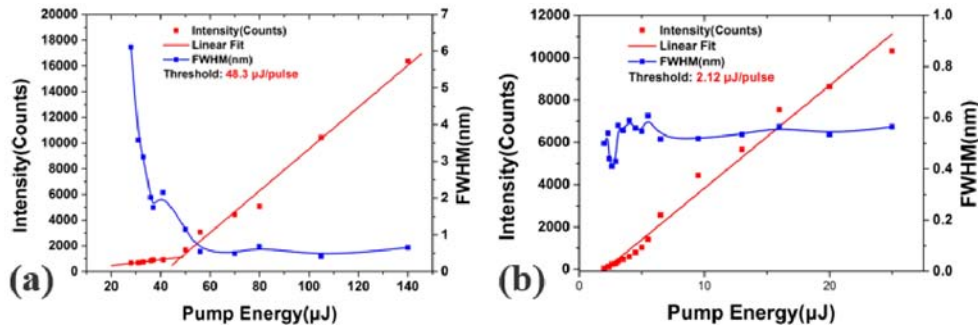 20000
18000
16000
14000
12000
10000
8000
6000
4000
2000
0
Intensity(Counts)
Intensity(Counts)
Linear Fit
FWHM(nm)
Threshold: 48.3 µJ/pulse
7
6
5
4
3
2
1
0
FWHM(nm)
20 40 60 80 100 120 140
Pump Energy(µJ)
(a)
12000
10000
8000
6000
4000
2000
0
Intensity(Counts)
Intensity(Counts)
Linear Fit
FWHM(nm)
Threshold: 2.12 µJ/pulse
1.0
0.8
0.6
0.4
0.2
0.0
FWHM(nm)
0 10 20
Pump Energy(µJ)
(b)